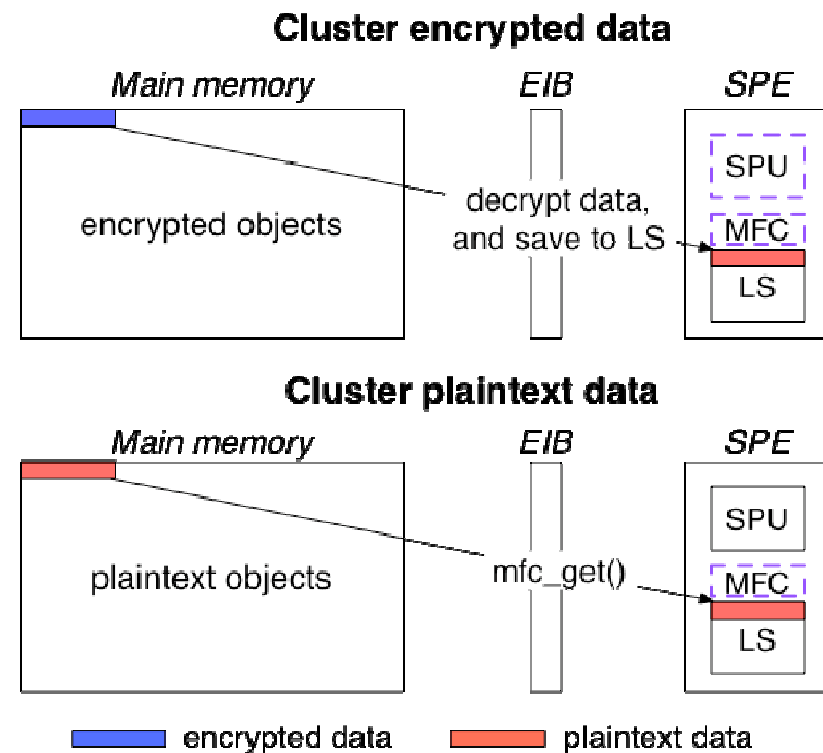 Cluster encrypted data
Main memory EIB SPE
SPU
encrypted objects
decrypt data,
and save to LS
MFC
LS
Cluster plaintext data
Main memory EIB SPE
SPU
plaintext objects
mfc_get()
MFC
LS
encrypted data plaintext data